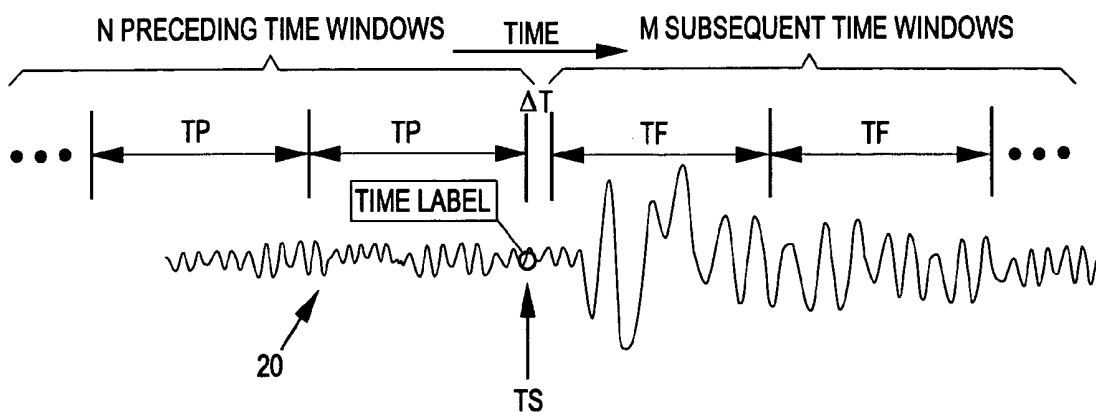 N PRECEDING TIME WINDOWS
TIME
M SUBSEQUENT TIME WINDOWS
ΔT
TP
TP
TF
TF
TIME LABEL
20
TS